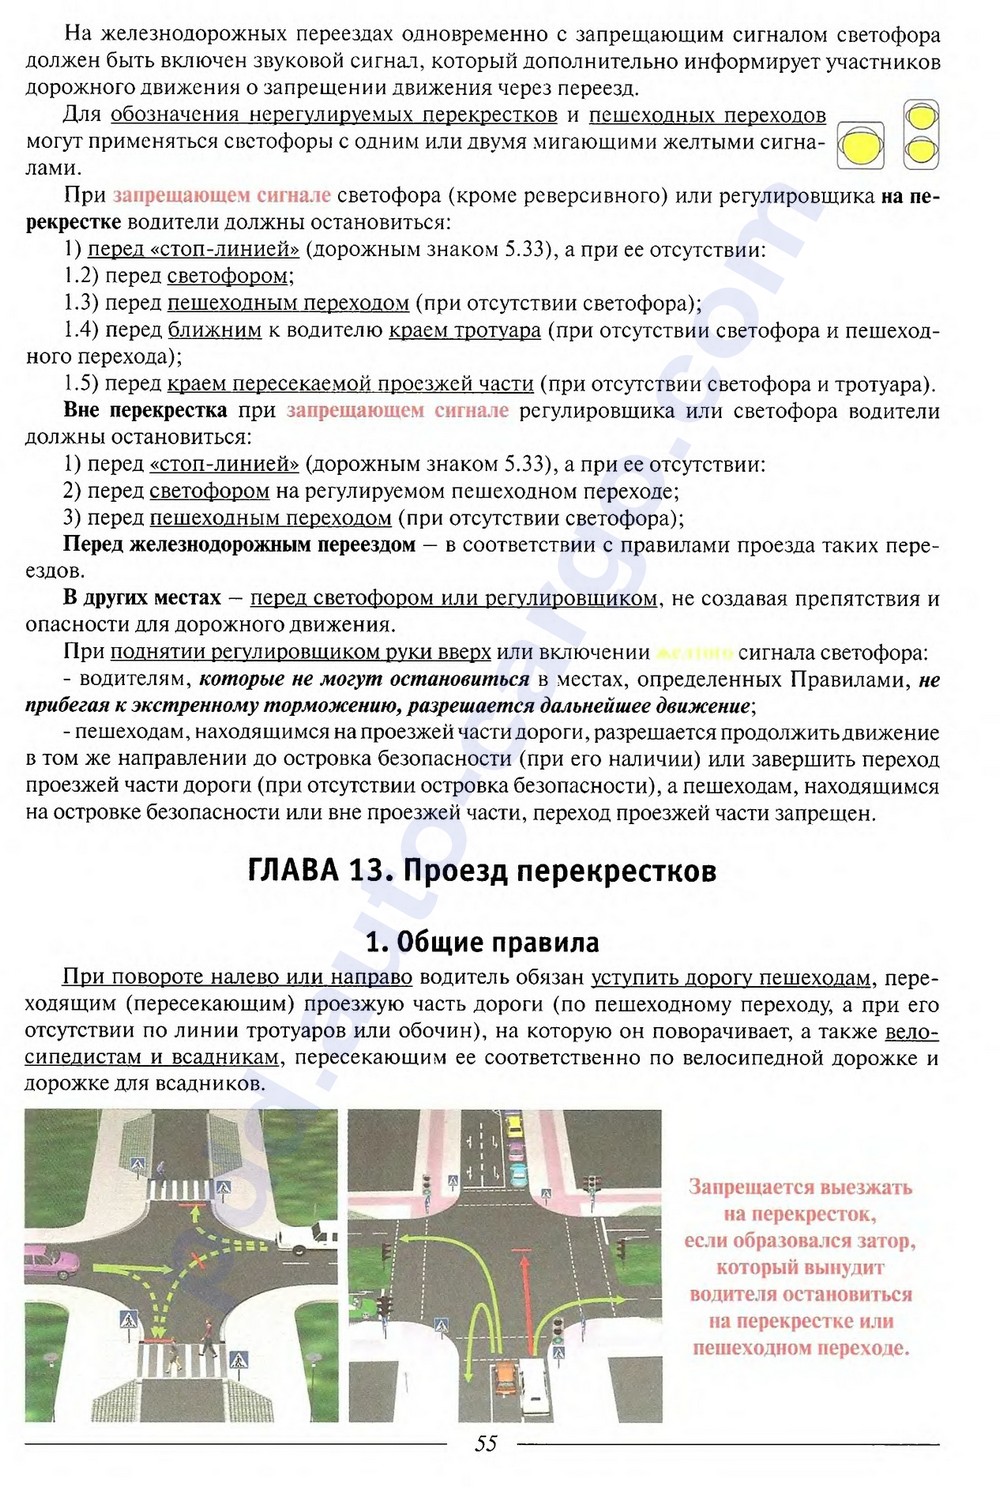 На железнодорожных переездах одновременно с запрещающим сигналом светофора
должен быть включен звуковой сигнал, который дополнительно информирует участников
дорожного движения о запрещении движения через переезд.
Для обозначения нерегулируемых перекрестков и пешеходных переходов
могут применяться светофоры с одним или двумя мигающими желтыми сигна-
лами.
При запрещающем сигнале светофора (кроме реверсивного) или регулировщика на пе-
рекрестке водители должны остановиться:
1) перед «стоп-линией» (дорожным знаком 5.33), а при ее отсутствии:
1.2) перед светофором;
1.3) перед пешеходным переходом (при отсутствии светофора);
1.4) перед ближним к водителю краем тротуара (при отсутствии светофора и пешеход-
ного перехода);
1.5) перед краем пересекаемой проезжей части (при отсутствии светофора и тротуара).
Вне перекрестка при запрещающем сигнале регулировщика или светофора водители
должны остановиться:
1) перед «стоп-линией» (дорожным знаком 5.33), а при ее отсутствии:
2) перед светофором на регулируемом пешеходном переходе;
3) перед пешеходным переходом (при отсутствии светофора);
Перед железнодорожным переездом – в соответствии с правилами проезда таких пере-
ездов.
В других местах – перед светофором или регулировщиком, не создавая препятствия и
опасности для дорожного движения.
При поднятии регулировщиком руки вверх или включении желтого сигнала светофора:
- водителям, которые не могут остановиться в местах, определенных Правилами, не
прибегая к экстренному торможению, разрешается дальнейшее движение;
- пешеходам, находящимся на проезжей части дороги, разрешается продолжить движение
в том же направлении до островка безопасности (при его наличии) или завершить переход
проезжей части дороги (при отсутствии островка безопасности), а пешеходам, находящимся
на островке безопасности или вне проезжей части, переход проезжей части запрещен.
ГЛАВА 13. Проезд перекрестков
1. Общие правила
При повороте налево или направо водитель обязан уступить дорогу пешеходам, пере-
ходящим (пересекающим) проезжую часть дороги (по пешеходному переходу, а при его
отсутствии по линии тротуаров или обочин), на которую он поворачивает, а также вело-
сипедистам и всадникам, пересекающим ее соответственно по велосипедной дорожке и
дорожке для всадников.
Запрещается выезжать
на перекресток,
если образовался затор,
который вынудит
водителя остановиться
на перекрестке или
пешеходном переходе.
55